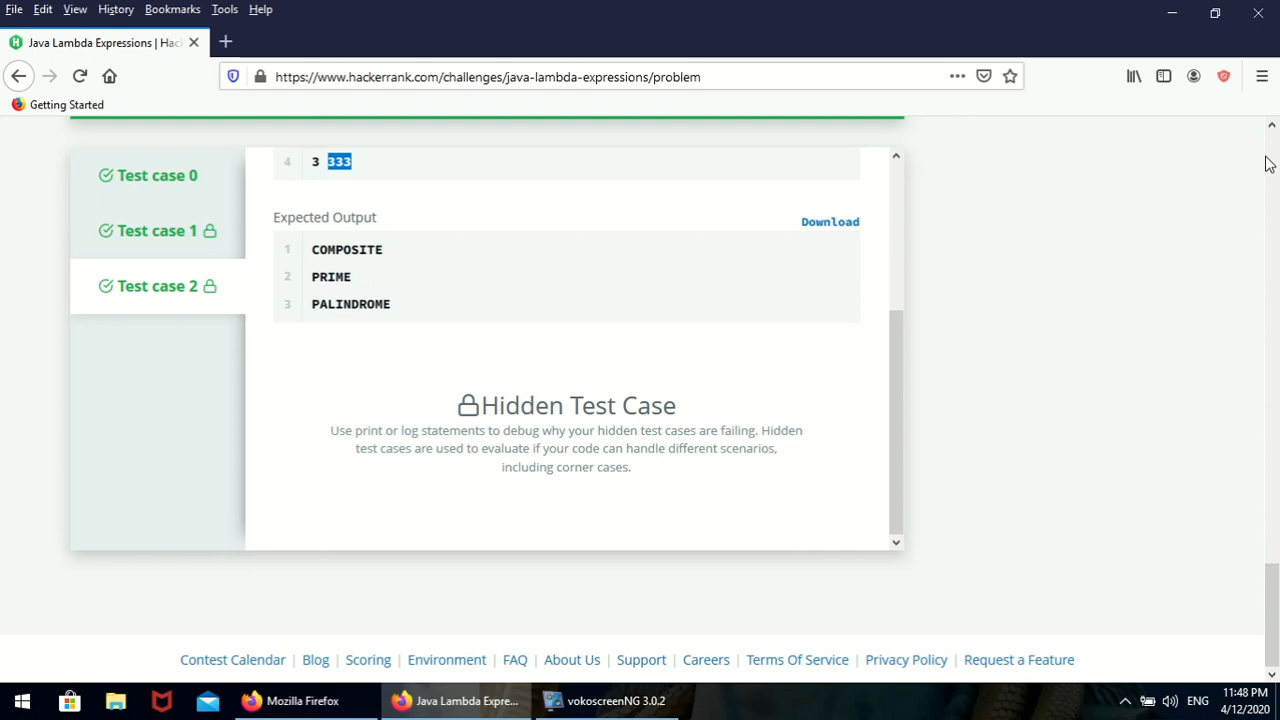 File Edit View History Bookmarks Tools Help
Java Lambda Expressions | Hac
https://www.hackerrank.com/challenges/java-lambda-expressions/problem
Getting Started
Test case 0
Test case 1
Test case 2
4 3 333
Expected Output
Download
1 COMPOSITE
2 PRIME
3 PALINDROME
Hidden Test Case
Use print or log statements to debug why your hidden test cases are failing. Hidden
test cases are used to evaluate if your code can handle different scenarios,
including corner cases.
Contest Calendar | Blog | Scoring | Environment | FAQ | About Us | Support | Careers | Terms Of Service | Privacy Policy | Request a Feature
Mozilla Firefox
Java Lambda Expre...
vokoscreenNG 3.0.2
ENG
11:48 PM
4/12/2020